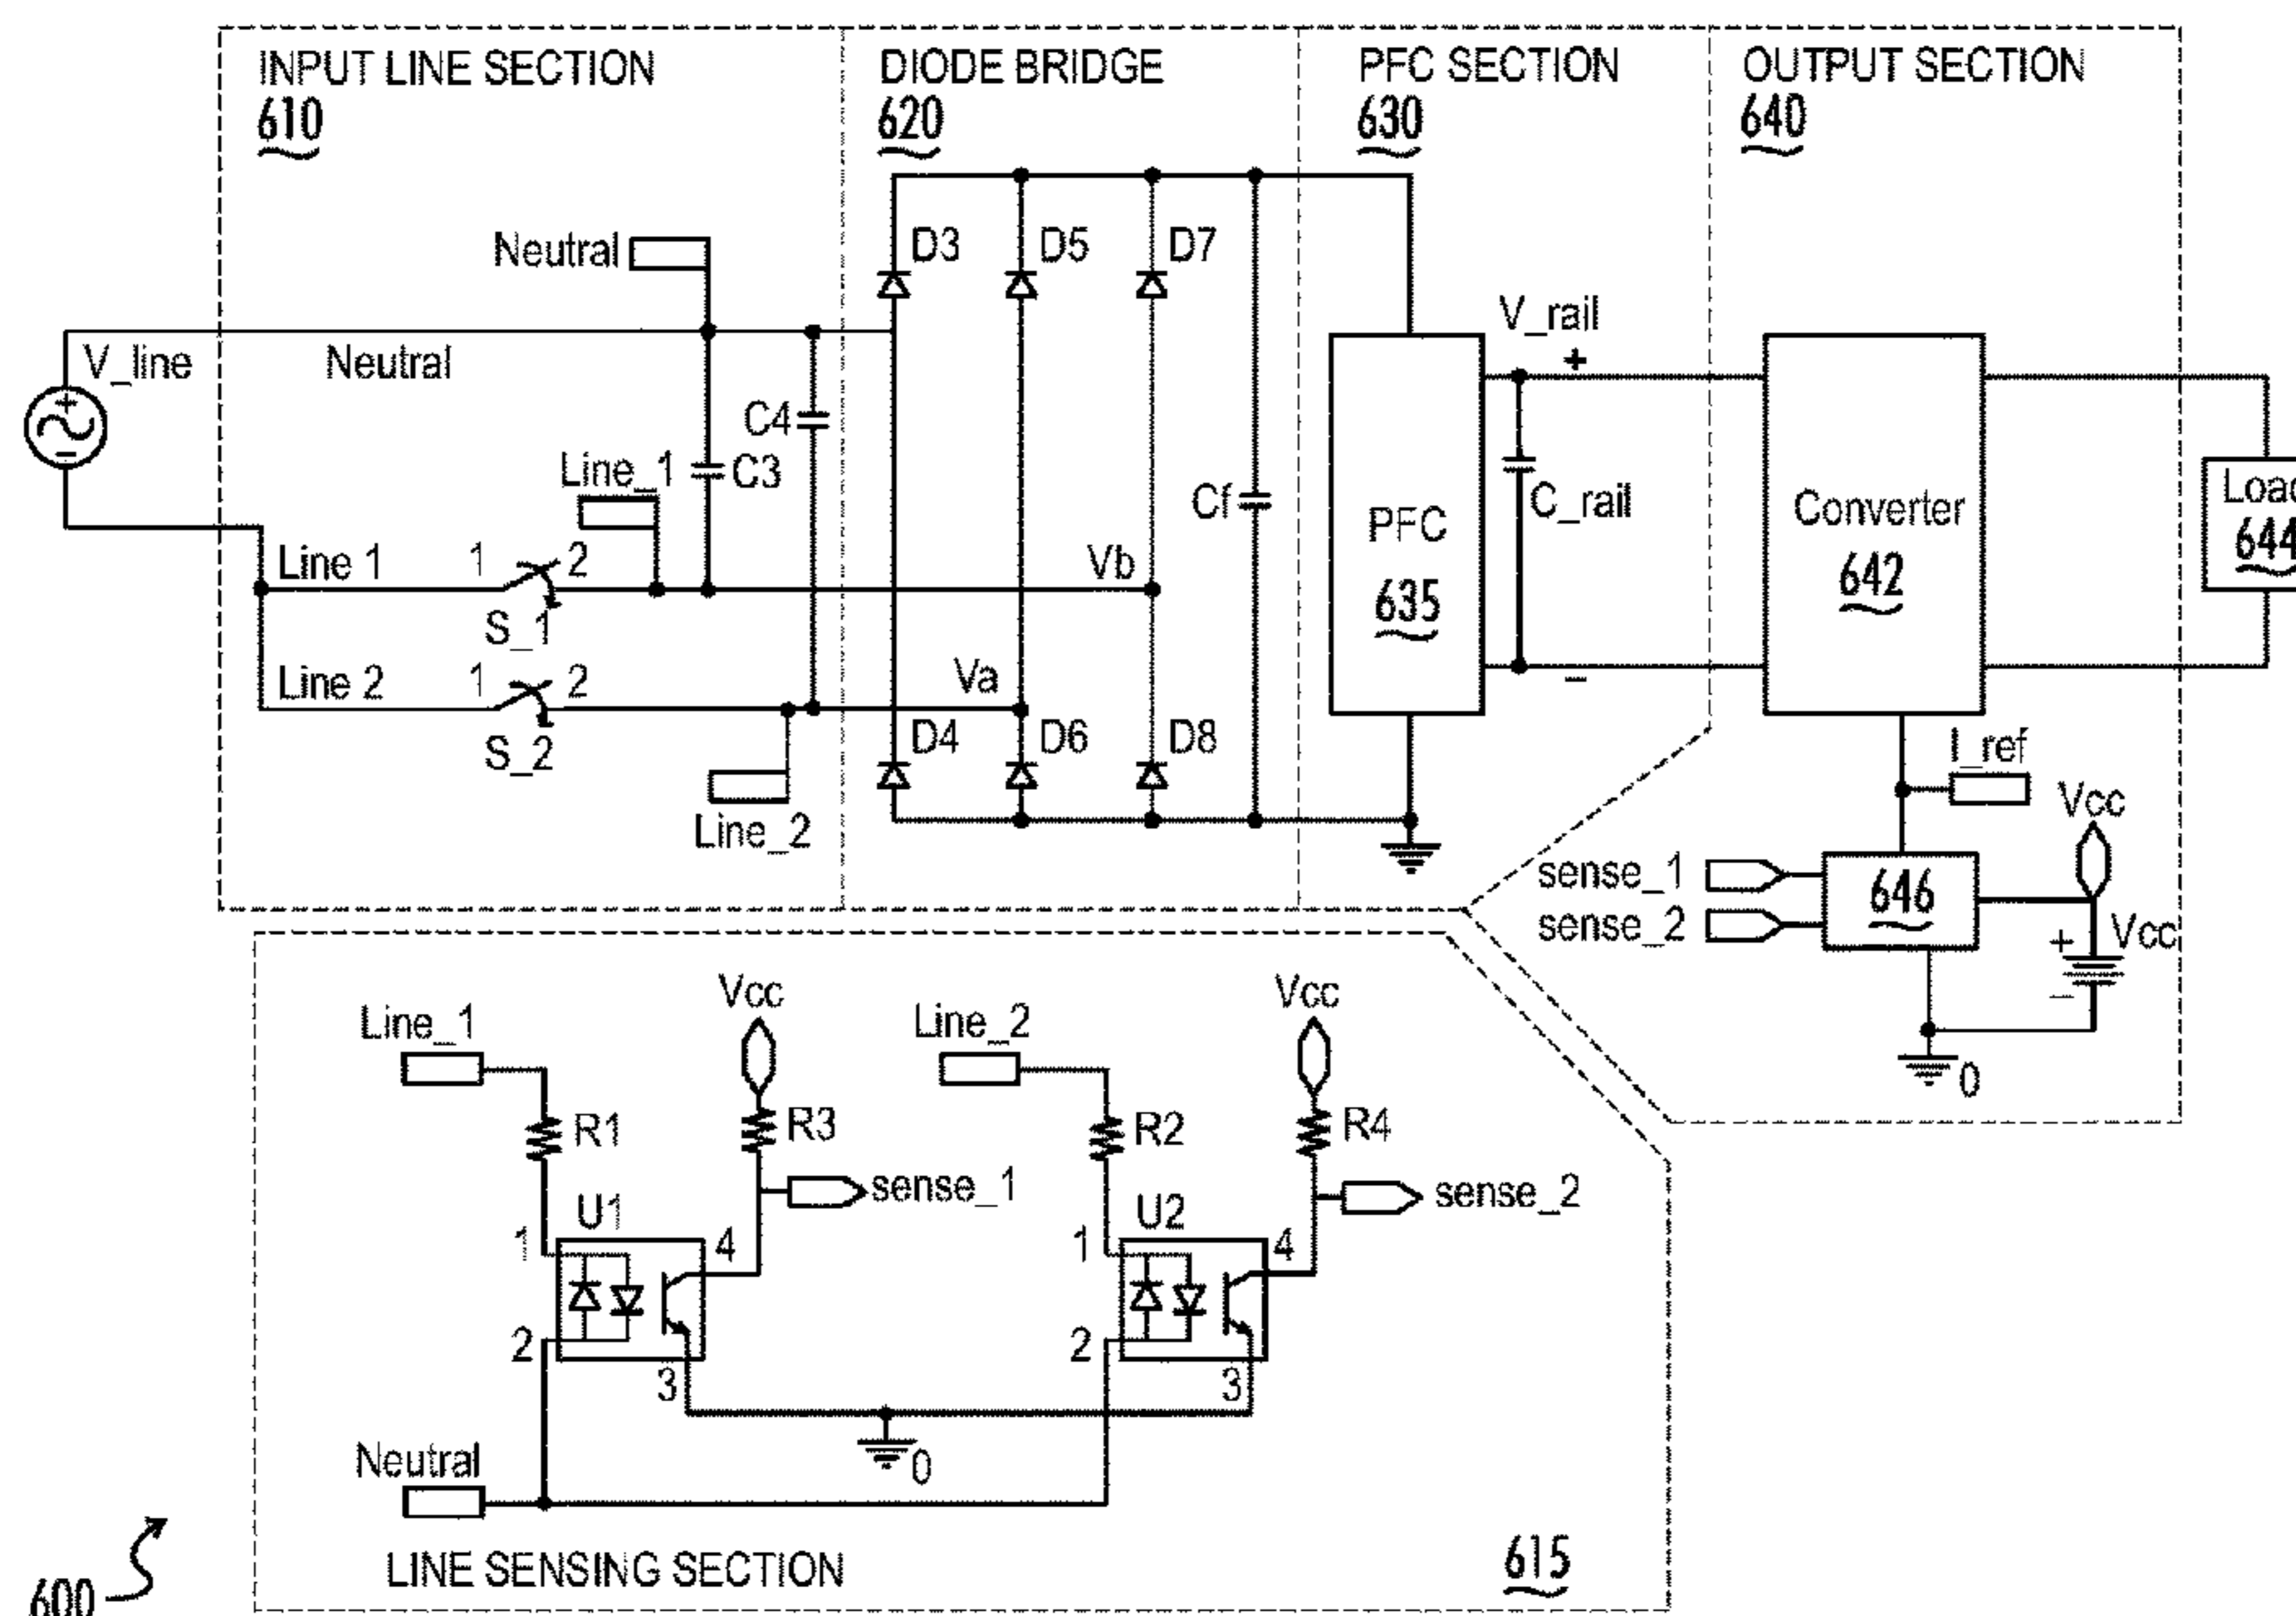 INPUT LINE SECTION
610
DIODE BRIDGE
620
PFC SECTION
630
OUTPUT SECTION
640
Neutral
D3
D5
D7
V_rail
+
V_line
Neutral
+
−
C4
C3
Line_1
Cf
C_rail
PFC
635
Converter
642
Load
644
Line 1
1
2
S_1
Vb
Line 2
1
2
S_2
Va
−
D4
D6
D8
Line_2
I_ref
Vcc
sense_1
sense_2
646
+
Vcc
−
0
Line_1
Vcc
Line_2
Vcc
R1
R3
R2
R4
sense_1
sense_2
U1
U2
1
4
1
4
2
3
2
3
0
Neutral
LINE SENSING SECTION
615
600